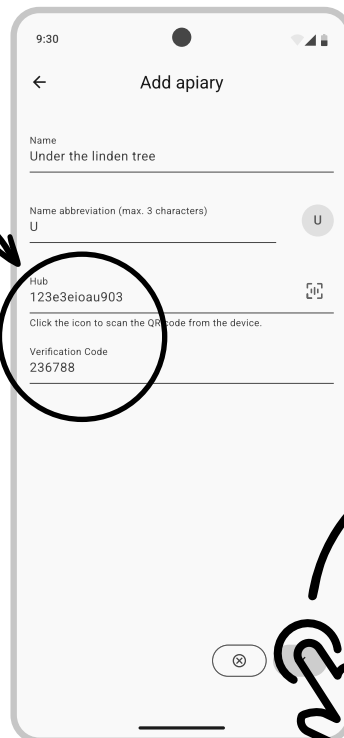 9:30
Add apiary
Name
Under the linden tree
Name abbreviation (max. 3 characters)
U
U
Hub
123e3eioau903
Click the icon to scan the QR code from the device.
Verification Code
236788